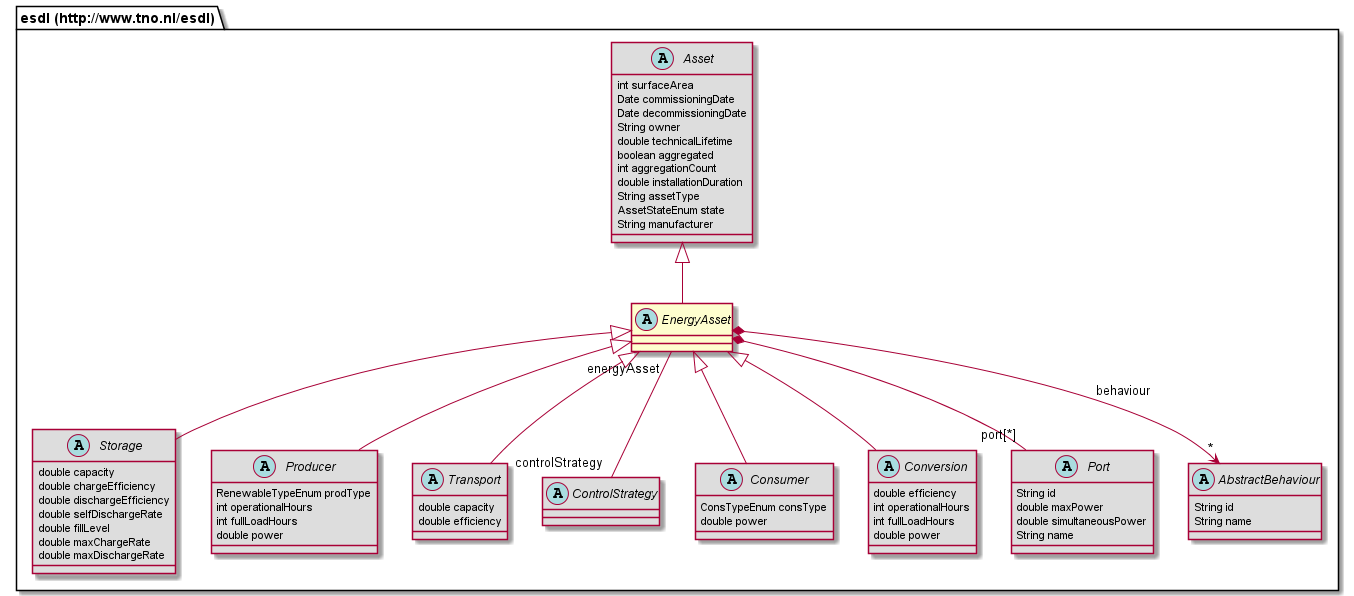 esdl (http://www.tno.nl/esdl)
A Asset
int surfaceArea
Date commissioningDate
Date decommissioningDate
String owner
double technicalLifetime
boolean aggregated
int aggregationCount
double installationDuration
String assetType
AssetStateEnum state
String manufacturer
A EnergyAsset
energyAsset
behaviour
controlStrategy
port[*]
*
A Storage
double capacity
double chargeEfficiency
double dischargeEfficiency
double selfDischargeRate
double fillLevel
double maxChargeRate
double maxDischargeRate
A Producer
RenewableTypeEnum prodType
int operationalHours
int fullLoadHours
double power
A Transport
double capacity
double efficiency
A ControlStrategy
A Consumer
ConsTypeEnum consType
double power
A Conversion
double efficiency
int operationalHours
int fullLoadHours
double power
A Port
String id
double maxPower
double simultaneousPower
String name
A AbstractBehaviour
String id
String name